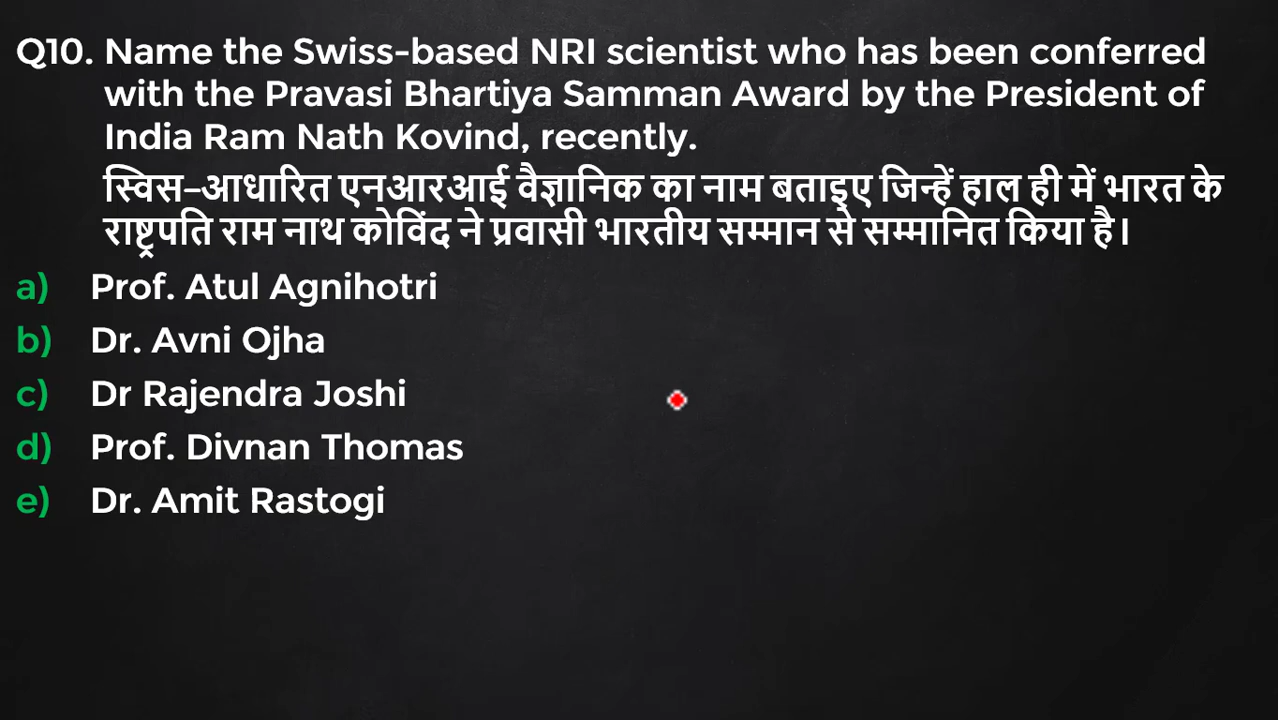 Q10. Name the Swiss-based NRI scientist who has been conferred
with the Pravasi Bhartiya Samman Award by the President of
India Ram Nath Kovind, recently.
स्विस–आधारित एनआरआई वैज्ञानिक का नाम बताइए जिन्हें हाल ही में भारत के
राष्ट्रपति राम नाथ कोविंद ने प्रवासी भारतीय सम्मान से सम्मानित किया है।
a) Prof. Atul Agnihotri
b) Dr. Avni Ojha
c) Dr Rajendra Joshi
d) Prof. Divnan Thomas
e) Dr. Amit Rastogi